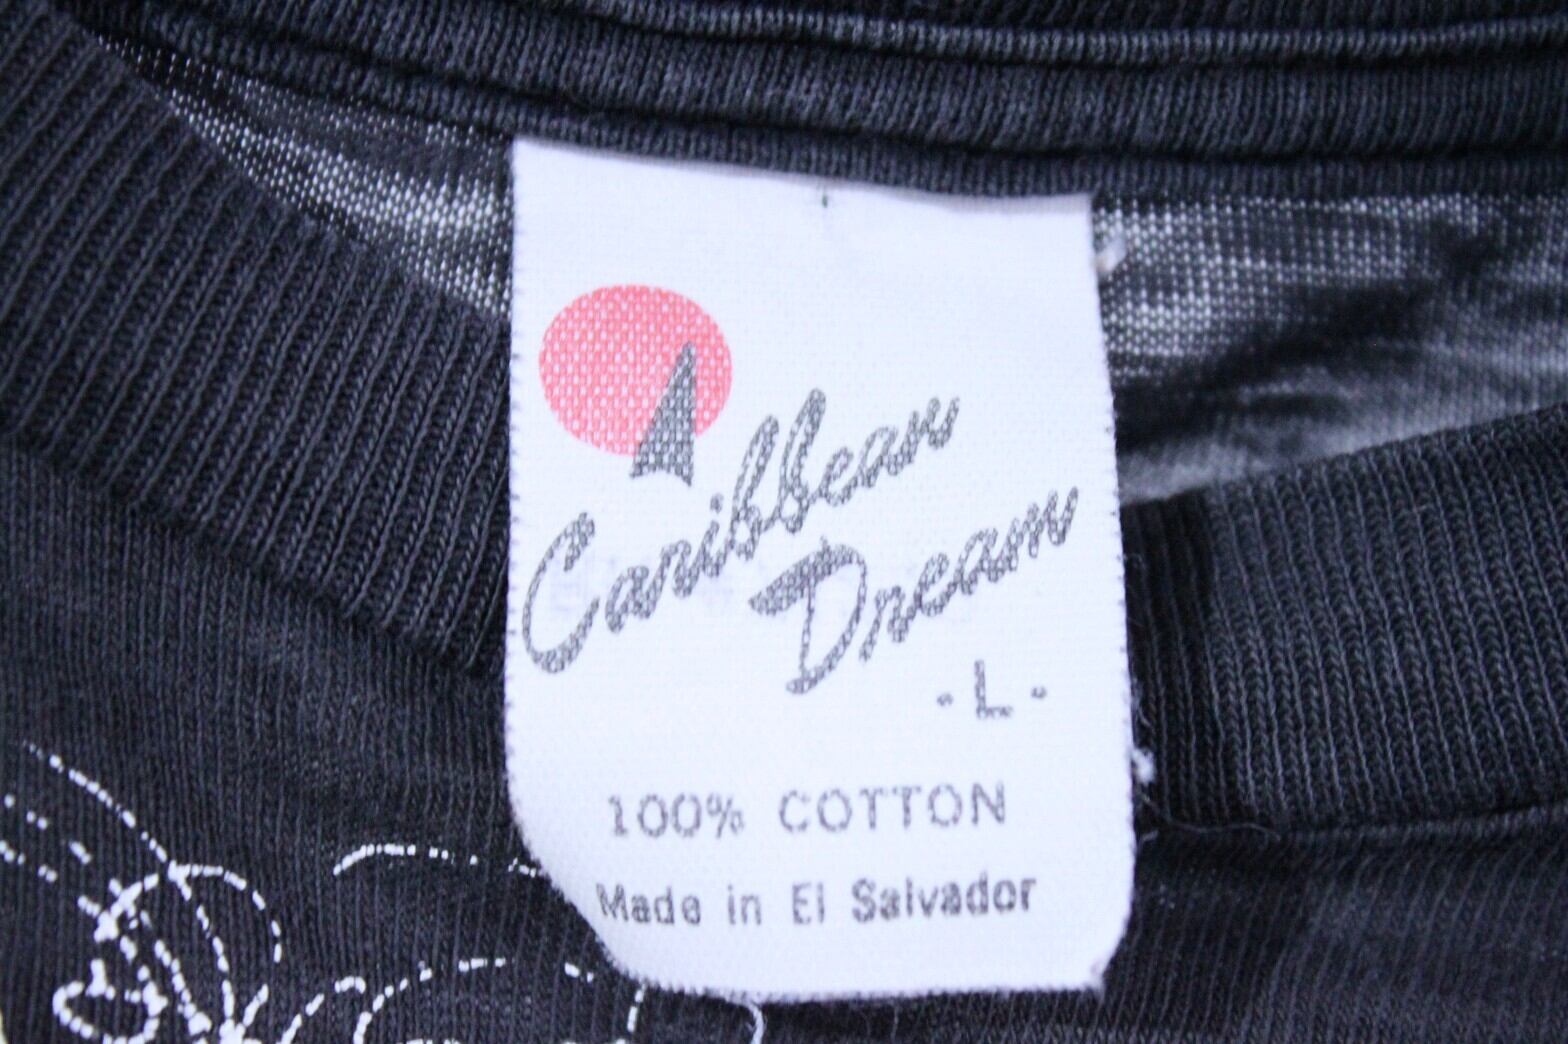 Caribbean
Dream
- L -
100% COTTON
Made in El Salvador